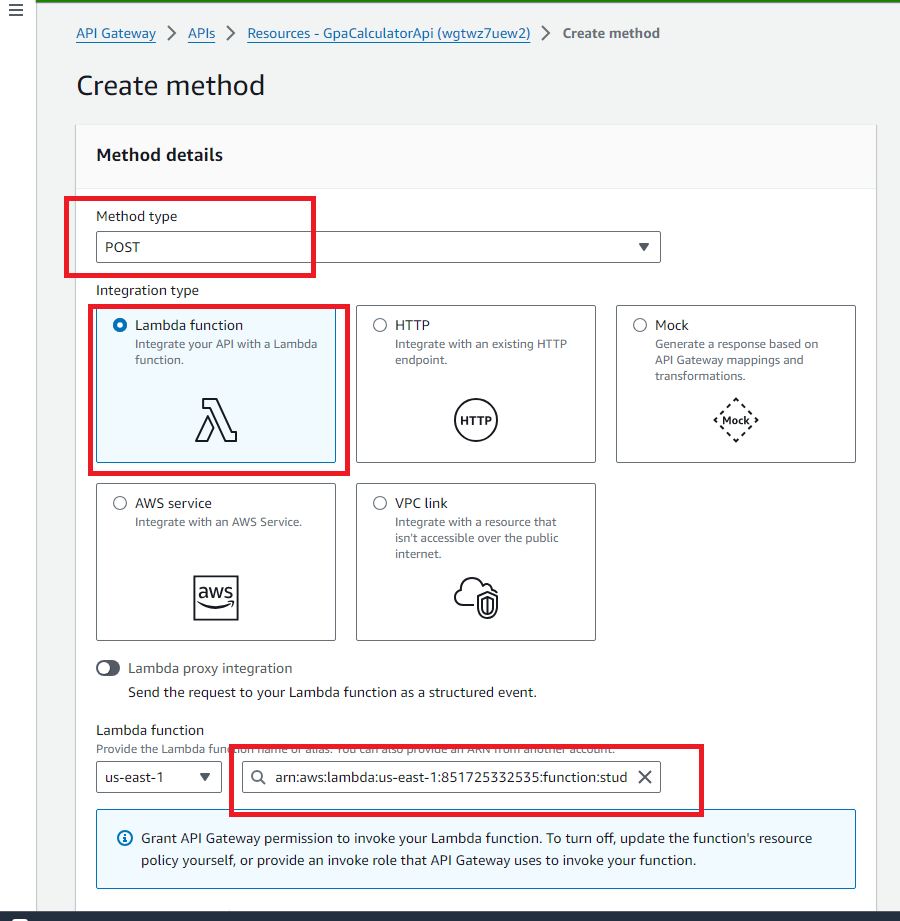 API Gateway > APIs > Resources - GpaCalculatorApi (wgtwz7uew2) > Create method
Create method
Method details
Method type
POST
Integration type
Lambda function
Integrate your API with a Lambda
function.
HTTP
Integrate with an existing HTTP
endpoint.
HTTP
Mock
Generate a response based on
API Gateway mappings and
transformations.
Mock
AWS service
Integrate with an AWS Service.
aws
VPC link
Integrate with a resource that
isn't accessible over the public
internet.
Lambda proxy integration
Send the request to your Lambda function as a structured event.
Lambda function
Provide the Lambda function name or alias. You can also provide an ARN from another account.
us-east-1
arn:aws:lambda:us-east-1:851725332535:function:stud
Grant API Gateway permission to invoke your Lambda function. To turn off, update the function's resource
policy yourself, or provide an invoke role that API Gateway uses to invoke your function.